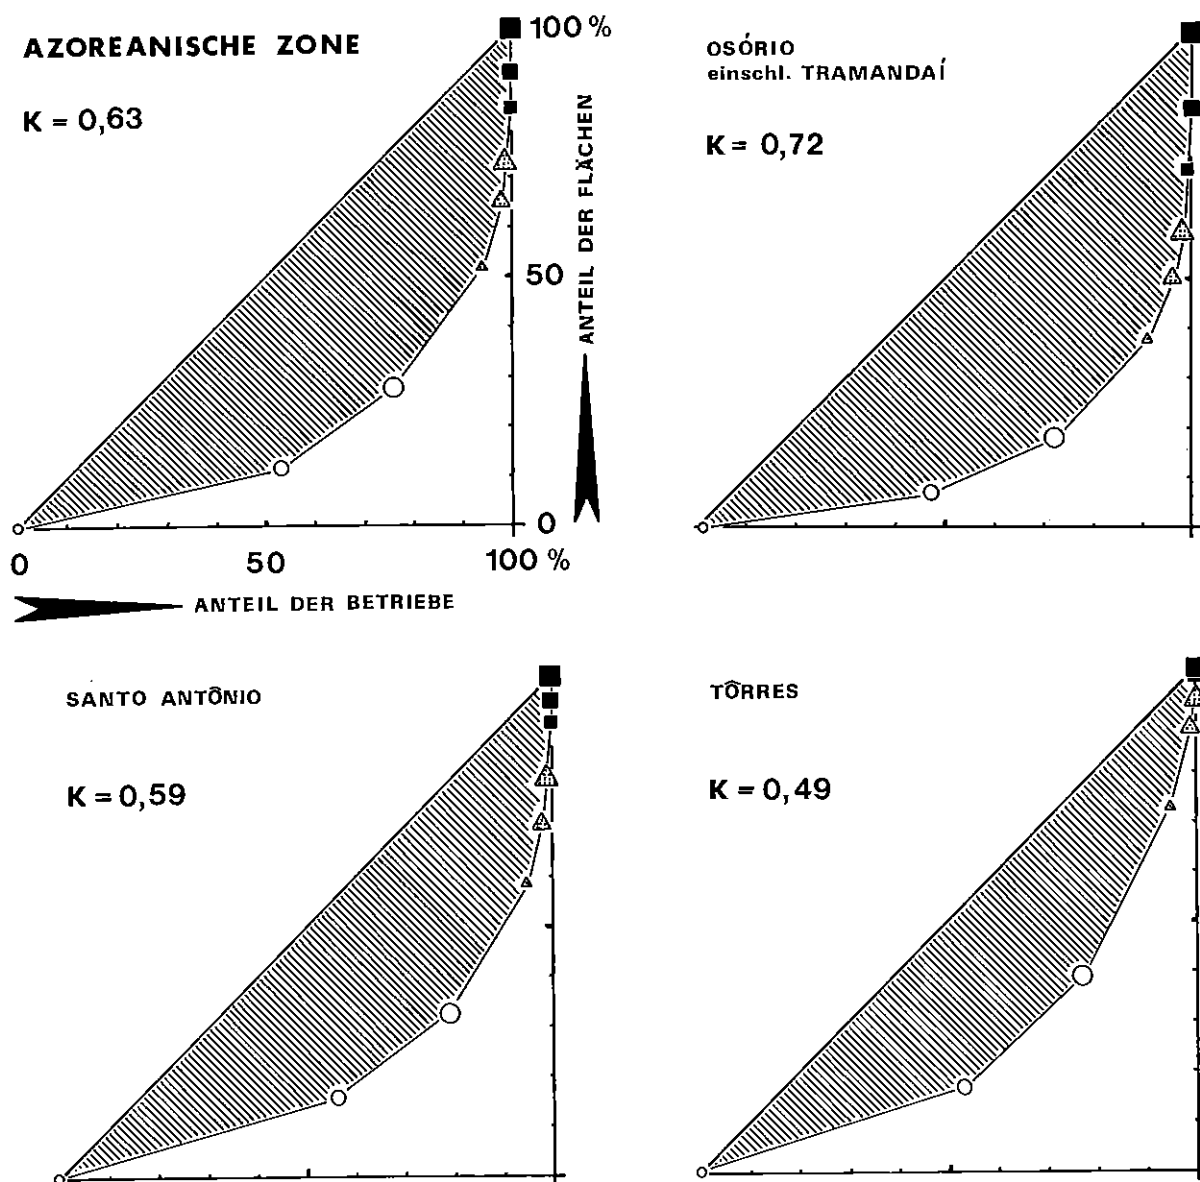 AZOREANISCHE ZONE
K = 0,63
100 %
ANTEIL DER FLÄCHEN
50
0
0
50
100 %
ANTEIL DER BETRIEBE
OSÓRIO
einschl. TRAMANDAÍ
K = 0,72
SANTO ANTÔNIO
K = 0,59
TÔRRES
K = 0,49